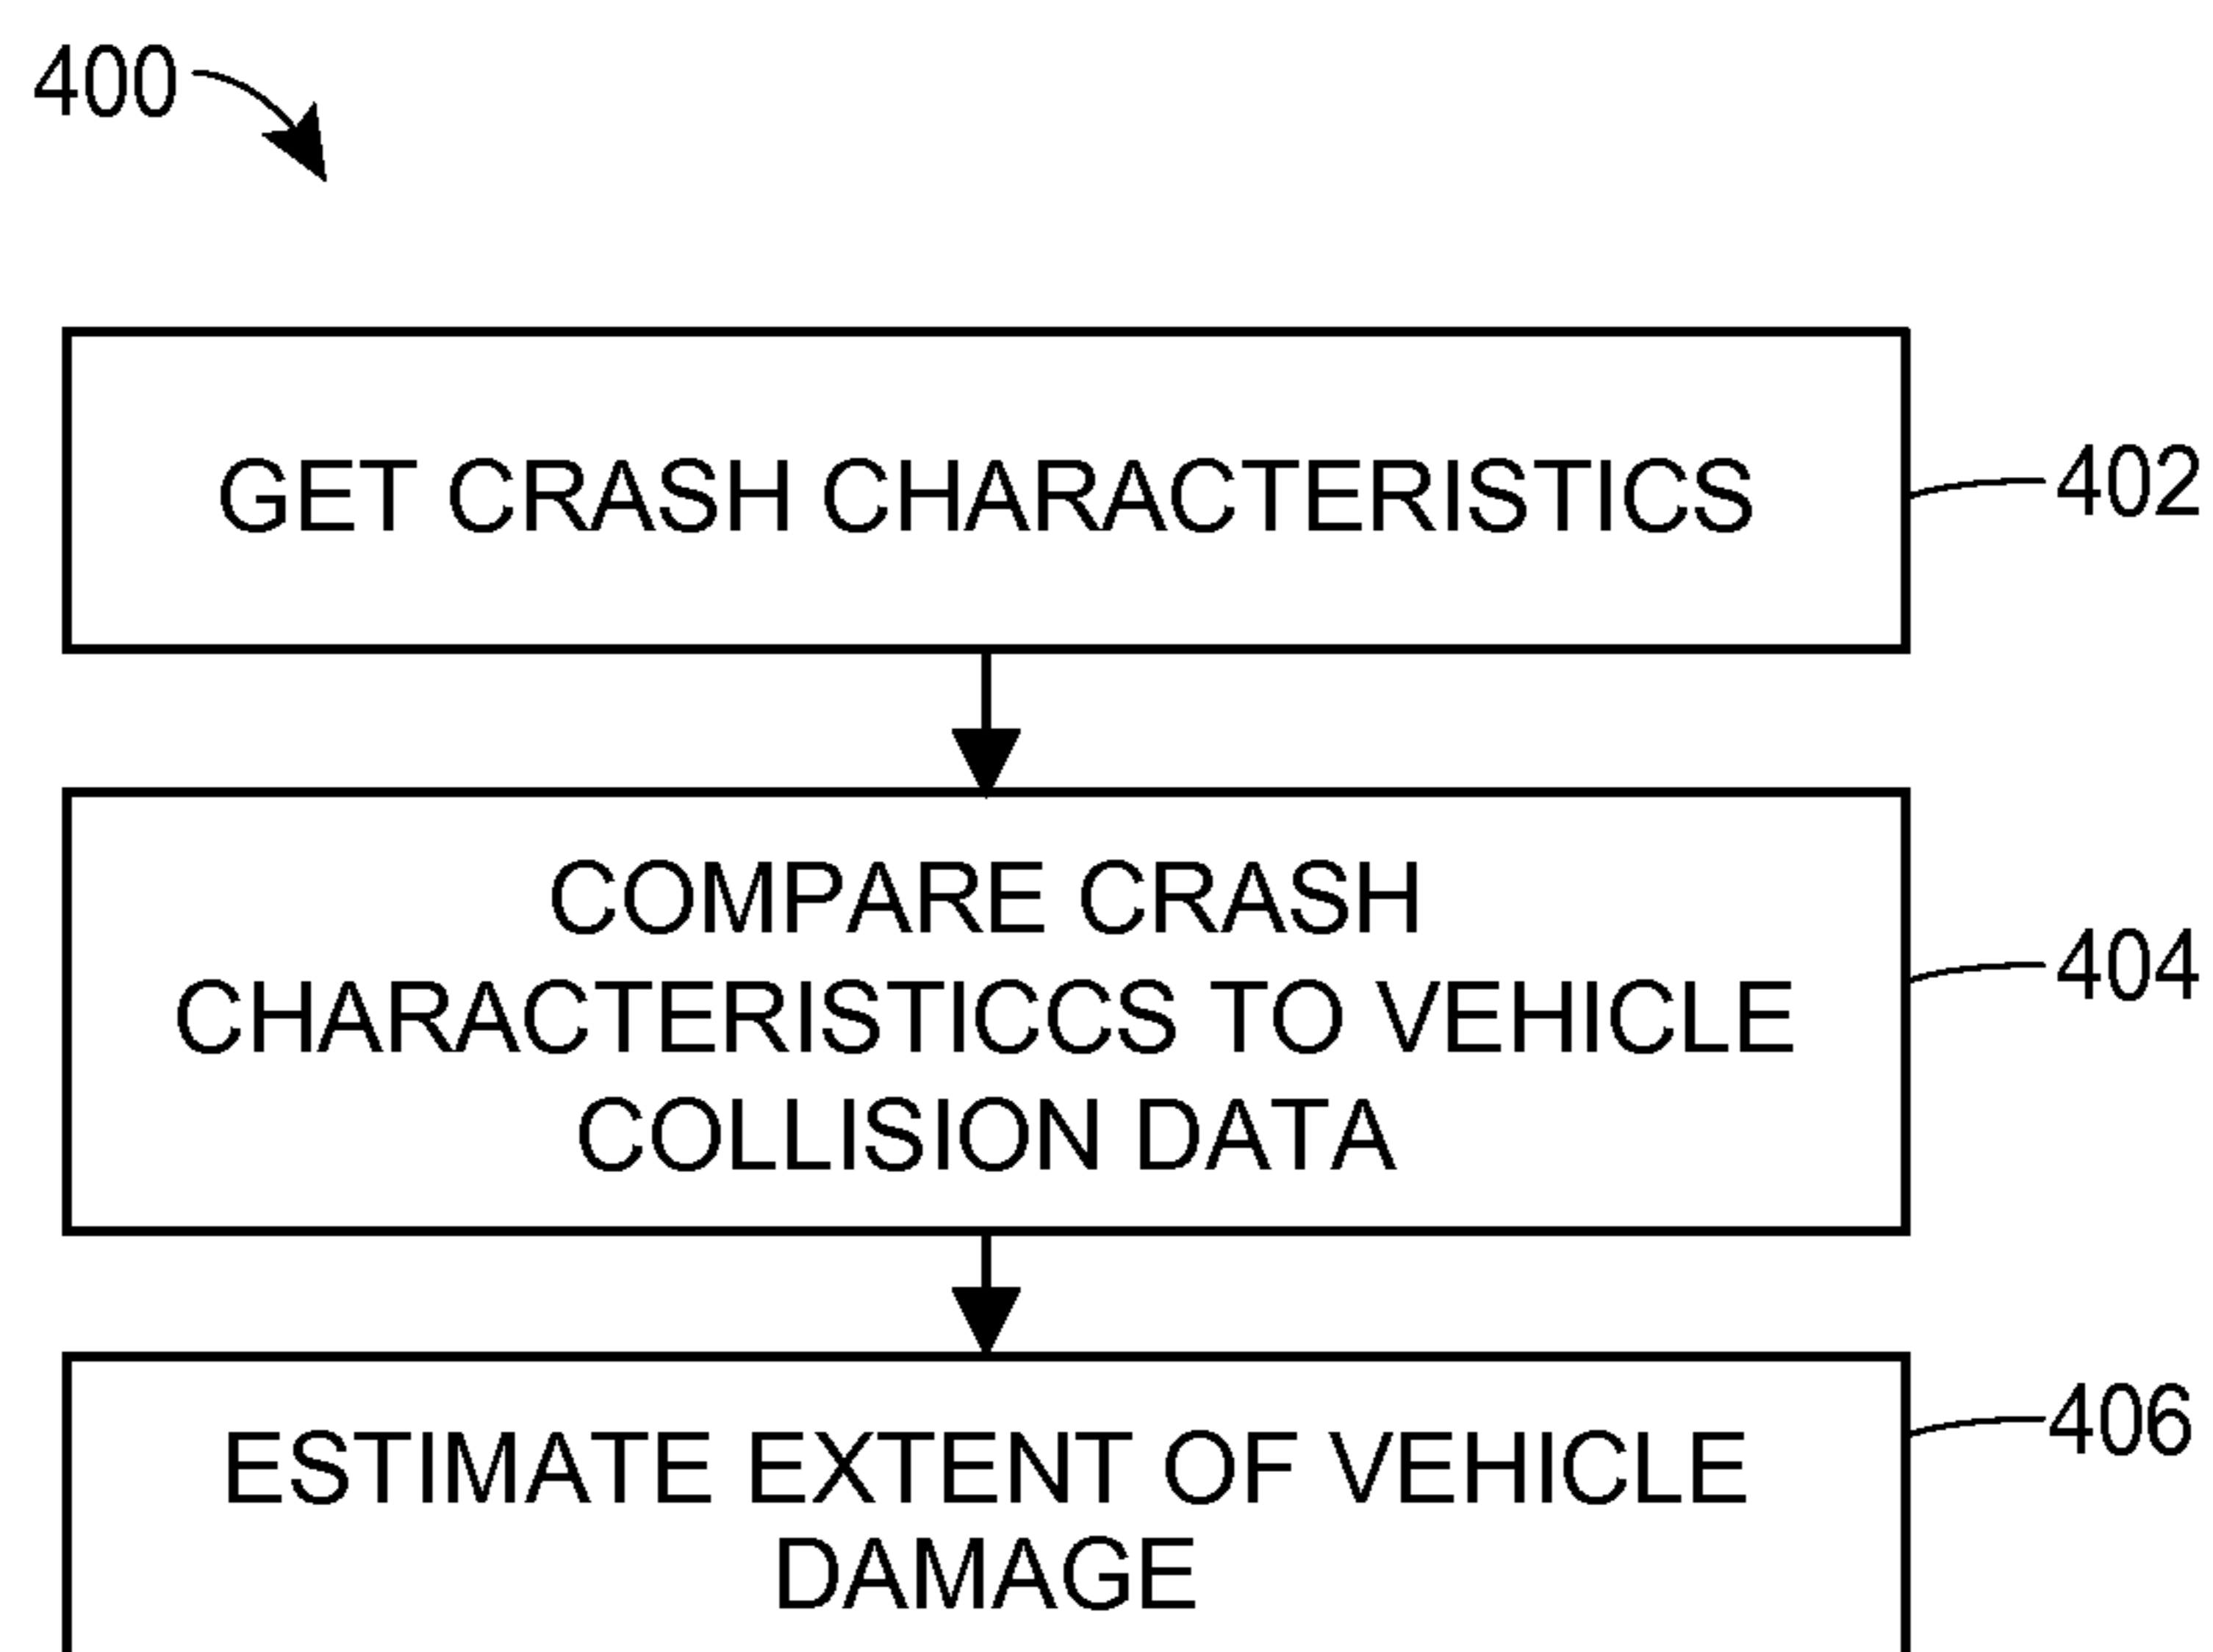 400
GET CRASH CHARACTERISTICS
402
COMPARE CRASH
CHARACTERISTICCS TO VEHICLE
COLLISION DATA
404
ESTIMATE EXTENT OF VEHICLE
DAMAGE
406